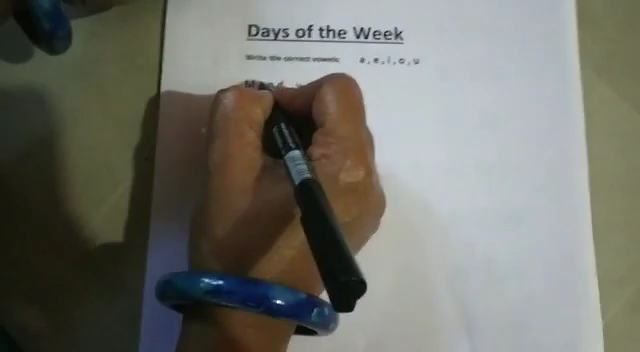 Days of the Week
Write the correct vowels: a, e, i, o, u